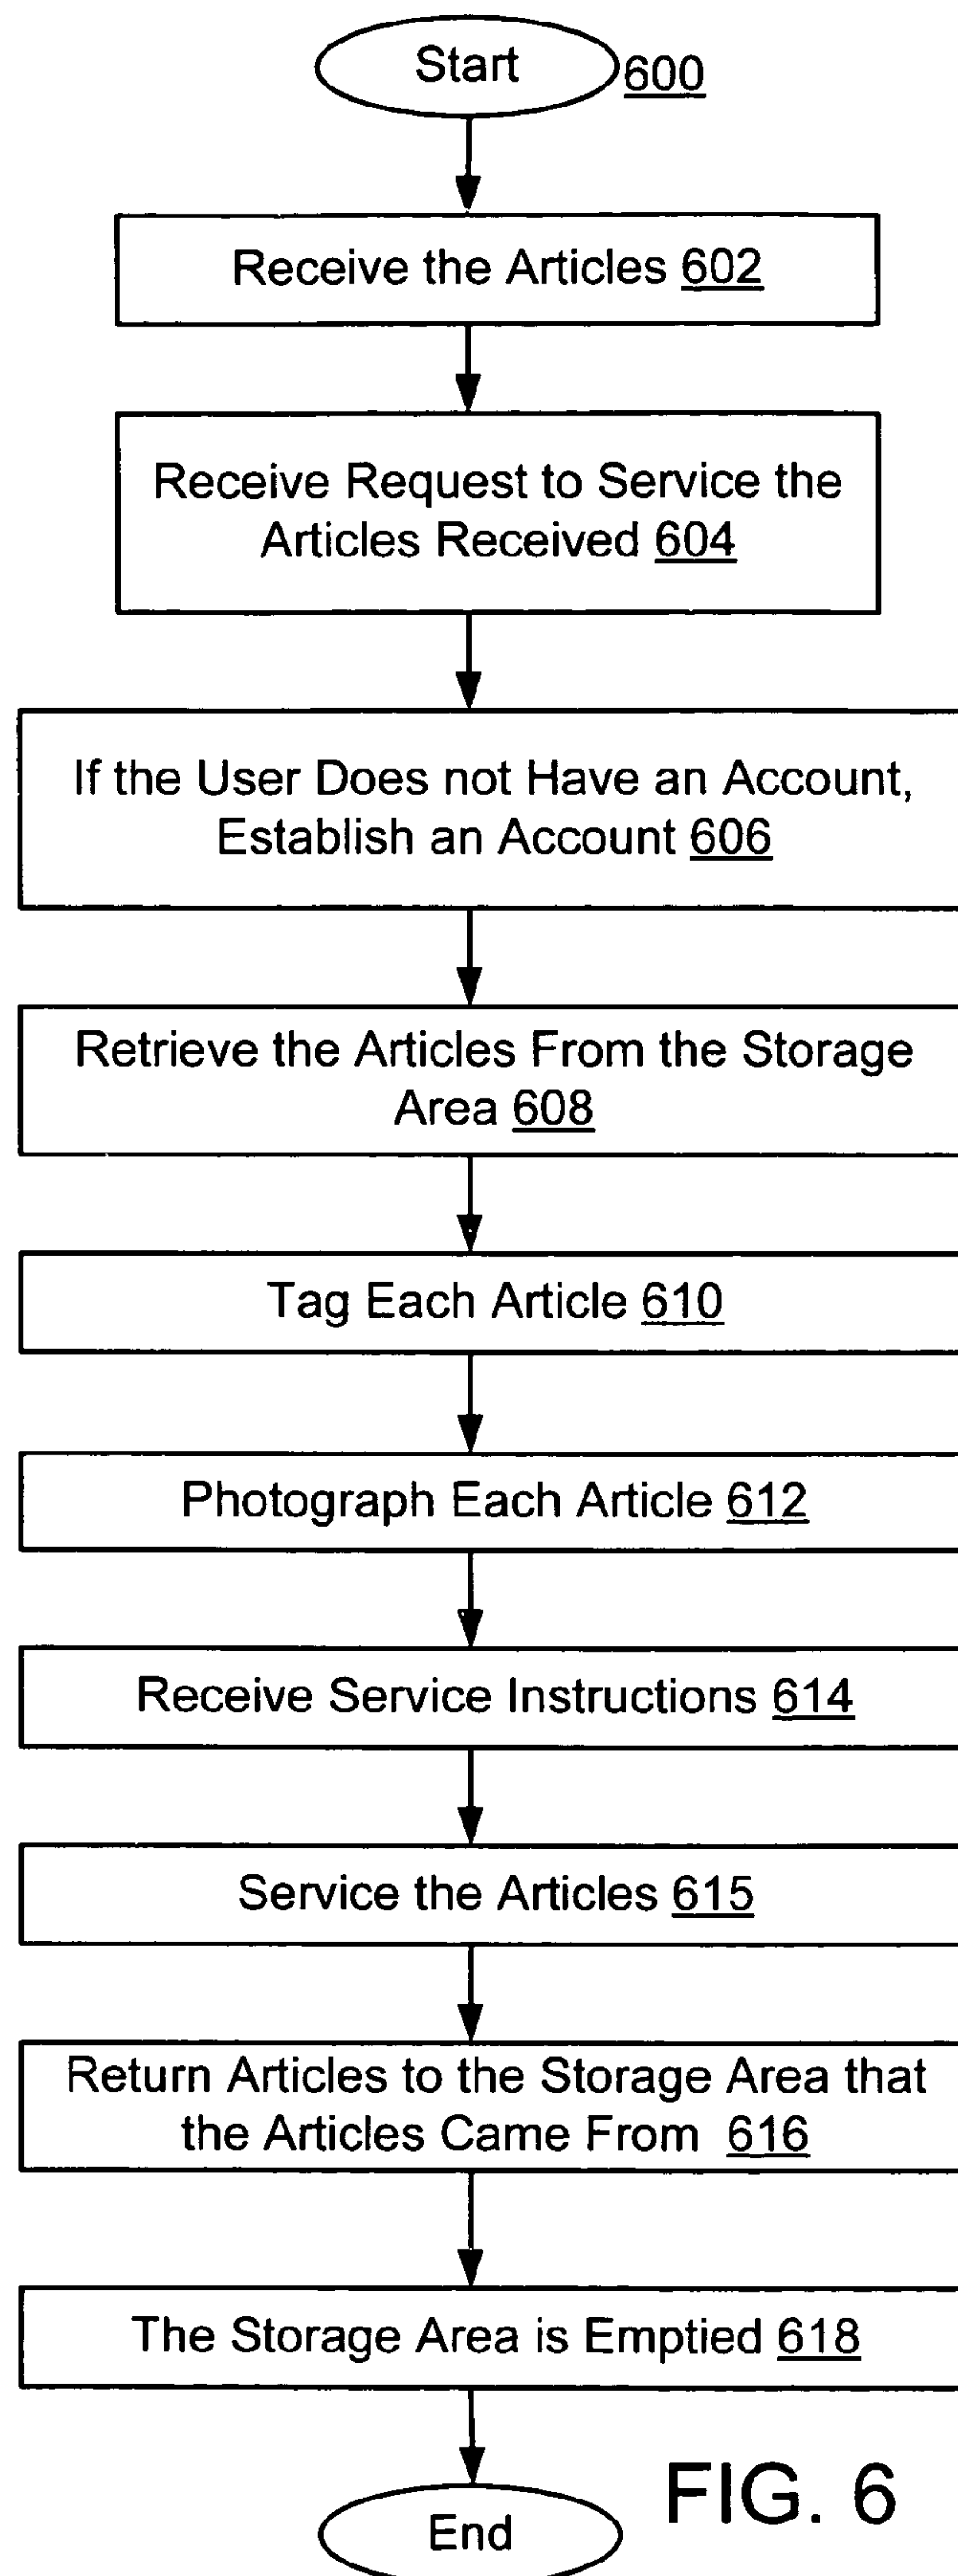 Start
600
Receive the Articles 602
Receive Request to Service the
Articles Received 604
If the User Does not Have an Account,
Establish an Account 606
Retrieve the Articles From the Storage
Area 608
Tag Each Article 610
Photograph Each Article 612
Receive Service Instructions 614
Service the Articles 615
Return Articles to the Storage Area that
the Articles Came From 616
The Storage Area is Emptied 618
End
FIG. 6